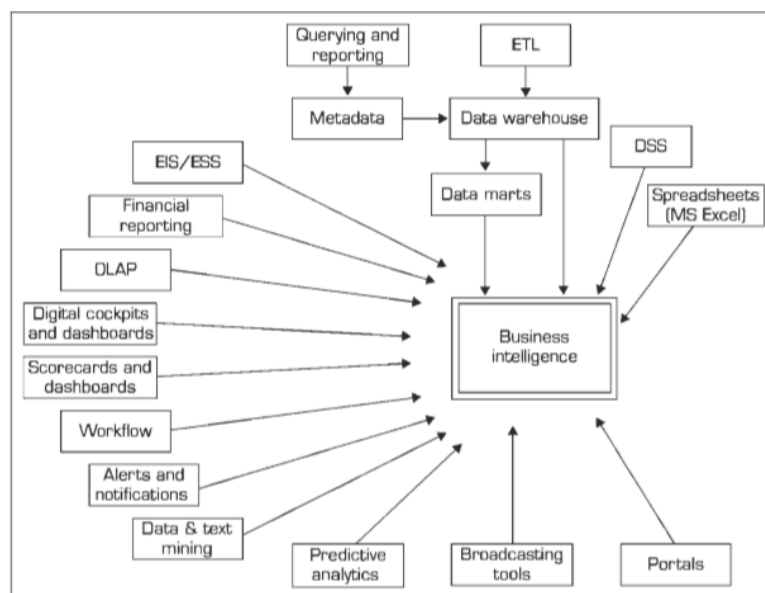 Querying and
reporting
ETL
Metadata
Data warehouse
DSS
EIS/ESS
Data marts
Spreadsheets
(MS Excel)
Financial
reporting
OLAP
Digital cockpits
and dashboards
Business
intelligence
Scorecards and
dashboards
Workflow
Alerts and
notifications
Data & text
mining
Predictive
analytics
Broadcasting
tools
Portals